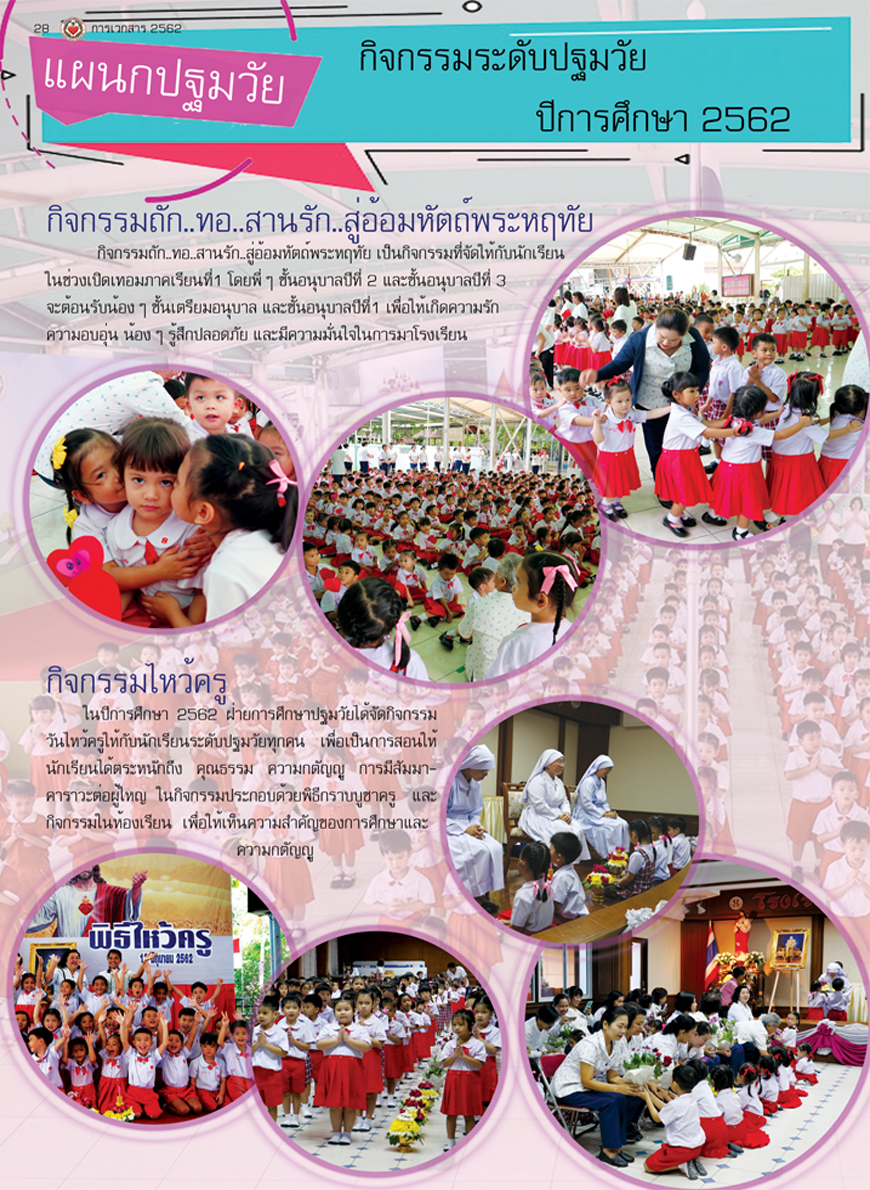 28 การเวกสาร 2562
แผนกปฐมวัย
กิจกรรมระดับปฐมวัย
ปีการศึกษา 2562
กิจกรรมถัก..ทอ..สานรัก..สู่อ้อมหัตถ์พระหฤทัย
กิจกรรมถัก..ทอ..สานรัก..สู่อ้อมหัตถ์พระหฤทัย เป็นกิจกรรมที่จัดให้กับนักเรียน
ในช่วงเปิดเทอมภาคเรียนที่1 โดยพี่ ๆ ชั้นอนุบาลปีที่ 2 และชั้นอนุบาลปีที่ 3
จะต้อนรับน้อง ๆ ชั้นเตรียมอนุบาล และชั้นอนุบาลปีที่1 เพื่อให้เกิดความรัก
ความอบอุ่น น้อง ๆ รู้สึกปลอดภัย และมีความมั่นใจในการมาโรงเรียน
กิจกรรมไหว้ครู
ในปีการศึกษา 2562 ฝ่ายการศึกษาปฐมวัยได้จัดกิจกรรม
วันไหว้ครูให้กับนักเรียนระดับปฐมวัยทุกคน เพื่อเป็นการสอนให้
นักเรียนได้ตระหนักถึง คุณธรรม ความกตัญญู การมีสัมมา-
คาราวะต่อผู้ใหญ่ ในกิจกรรมประกอบด้วยพิธีกราบบูชาครู และ
กิจกรรมในห้องเรียน เพื่อให้เห็นความสำคัญของการศึกษาและ
ความกตัญญู
พิธีไหว้ครู
มิถุนายน 2562
โรงเรี